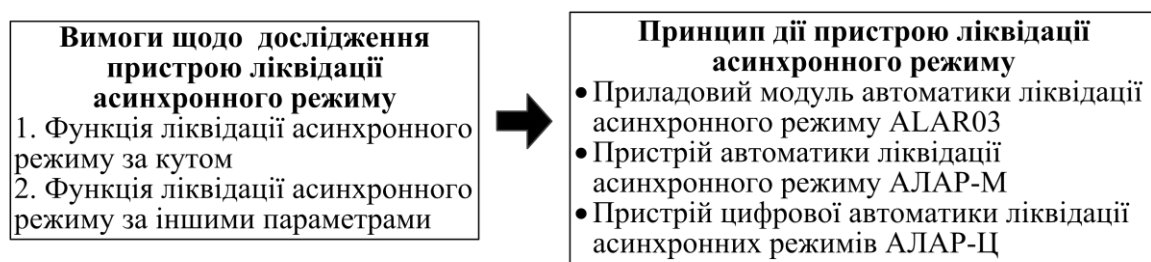 Вимоги щодо дослідження
пристрою ліквідації
асинхронного режиму
1. Функція ліквідації асинхронного
режиму за кутом
2. Функція ліквідації асинхронного
режиму за іншими параметрами
Принцип дії пристрою ліквідації
асинхронного режиму
• Приладовий модуль автоматики ліквідації
асинхронного режиму ALAR03
• Пристрій автоматики ліквідації
асинхронного режиму АЛАР-М
• Пристрій цифрової автоматики ліквідації
асинхронних режимів АЛАР-Ц